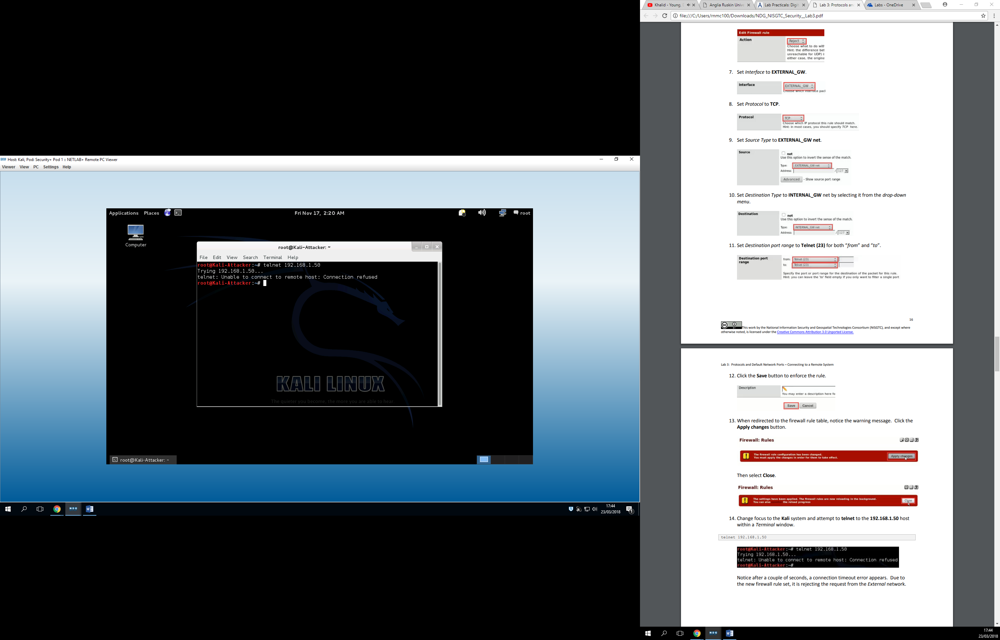 Host: Kali, Pod: Security+ Pod 1 :: NETLAB+ Remote PC Viewer
Viewer View PC Settings Help
Applications Places Fri Nov 17, 2:20 AM root
Computer
root@Kali-Attacker: ~
File Edit View Search Terminal Help
root@Kali-Attacker:~# telnet 192.168.1.50
Trying 192.168.1.50...
telnet: Unable to connect to remote host: Connection refused
root@Kali-Attacker:~#
KALI LINUX
The quieter you become, the more you are able to hear
root@Kali-Attacker: ~
NDG
17:44
23/03/2018
1
Khalid - Young, Anglia Ruskin Unive Lab Practicals: Digit Lab 3: Protocols an Labs - OneDrive
file:///C:/Users/rnmc100/Downloads/NDG_NISGTC_Security__Lab3.pdf
Edit Firewall rule
Action Reject
Choose what to do with
Hint: the difference bet
unreachable for UDP) i
either case, the origina
7. Set Interface to EXTERNAL_GW.
Interface EXTERNAL_GW
Choose which interface pac
8. Set Protocol to TCP.
Protocol TCP
Choose which IP protocol this rule should match.
Hint: in most cases, you should specify TCP here.
9. Set Source Type to EXTERNAL_GW net.
Source not
Use this option to invert the sense of the match.
Type: EXTERNAL_GW net
Address: / 127
Advanced - Show source port range
10. Set Destination Type to INTERNAL_GW net by selecting it from the drop-down
menu.
Destination not
Use this option to invert the sense of the match.
Type: INTERNAL_GW net
Address: / 127
11. Set Destination port range to Telnet (23) for both “from” and “to”.
Destination port
range
from: Telnet (23)
to: Telnet (23)
Specify the port or port range for the destination of the packet for this rule.
Hint: you can leave the 'to' field empty if you only want to filter a single port
16
cc BY This work by the National Information Security and Geospatial Technologies Consortium (NISGTC), and except where
otherwise noted, is licensed under the Creative Commons Attribution 3.0 Unported License.
Lab 3: Protocols and Default Network Ports – Connecting to a Remote System
12. Click the Save button to enforce the rule.
Description
You may enter a description here fo
Save Cancel
13. When redirected to the firewall rule table, notice the warning message. Click the
Apply changes button.
Firewall: Rules
The firewall rule configuration has been changed.
You must apply the changes in order for them to take effect.
Apply changes
Then select Close.
Firewall: Rules
The settings have been applied. The firewall rules are now reloading in the background.
You can also the reload progress
Close
14. Change focus to the Kali system and attempt to telnet to the 192.168.1.50 host
within a Terminal window.
telnet 192.168.1.50
root@Kali-Attacker:~# telnet 192.168.1.50
Trying 192.168.1.50...
telnet: Unable to connect to remote host: Connection refused
root@Kali-Attacker:~#
Notice after a couple of seconds, a connection timeout error appears. Due to
the new firewall rule set, it is rejecting the request from the External network.
NDG
17:44
23/03/2018